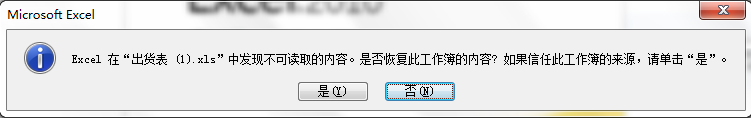 Microsoft Excel
Excel 在“出货表 (1).xls”中发现不可读取的内容。是否恢复此工作簿的内容? 如果信任此工作簿的来源，请单击“是”。
是(Y)
否(N)